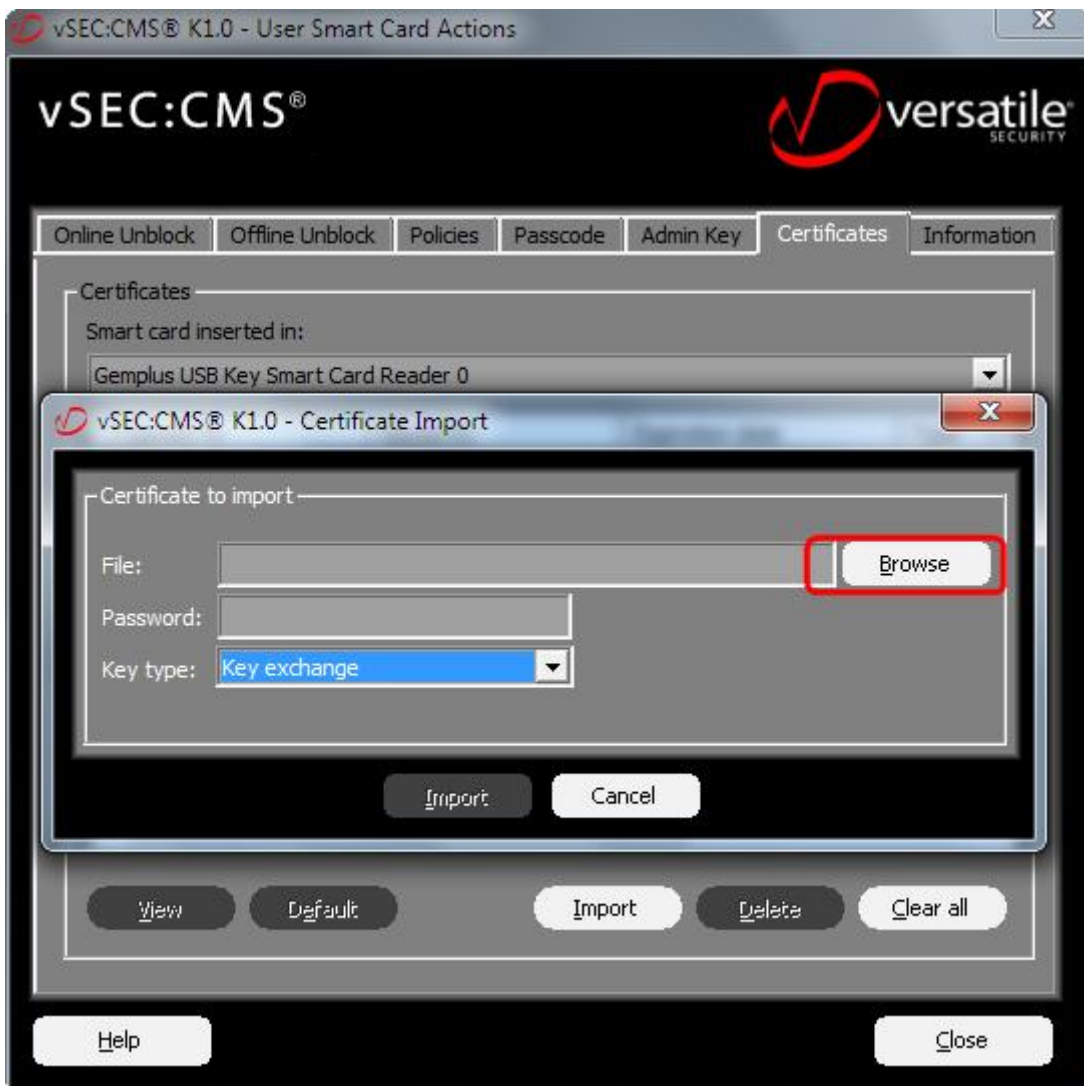 vSEC:CMS® K1.0 - User Smart Card Actions
vSEC:CMS®
versatile
SECURITY
Online Unblock Offline Unblock Policies Passcode Admin Key Certificates Information
Certificates
Smart card inserted in:
Gemplus USB Key Smart Card Reader 0
vSEC:CMS® K1.0 - Certificate Import
Certificate to import
File: Browse
Password:
Key type: Key exchange
Import Cancel
View Default Import Delete Clear all
Help Close